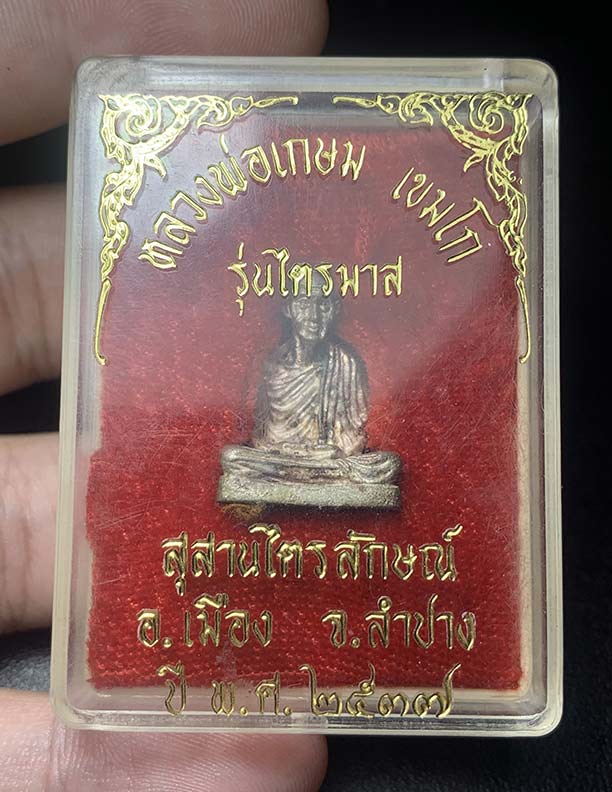 หลวงพ่อเกษม เขมโก
รุ่นไตรมาส
สุสานไตรลักษณ์
อ.เมือง จ.ลำปาง
ปี พ.ศ.๒๕๓๗